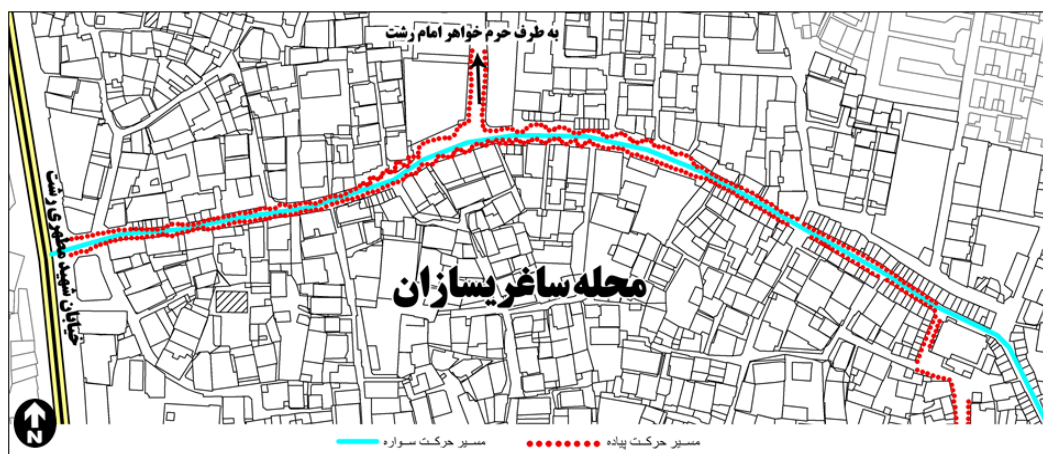 به طرف حرم خواهر امام رشت
خیابان شهید مطهری رشت
محله ساغریسازان
N
مسیر حرکت سواره
مسیر حرکت پیاده